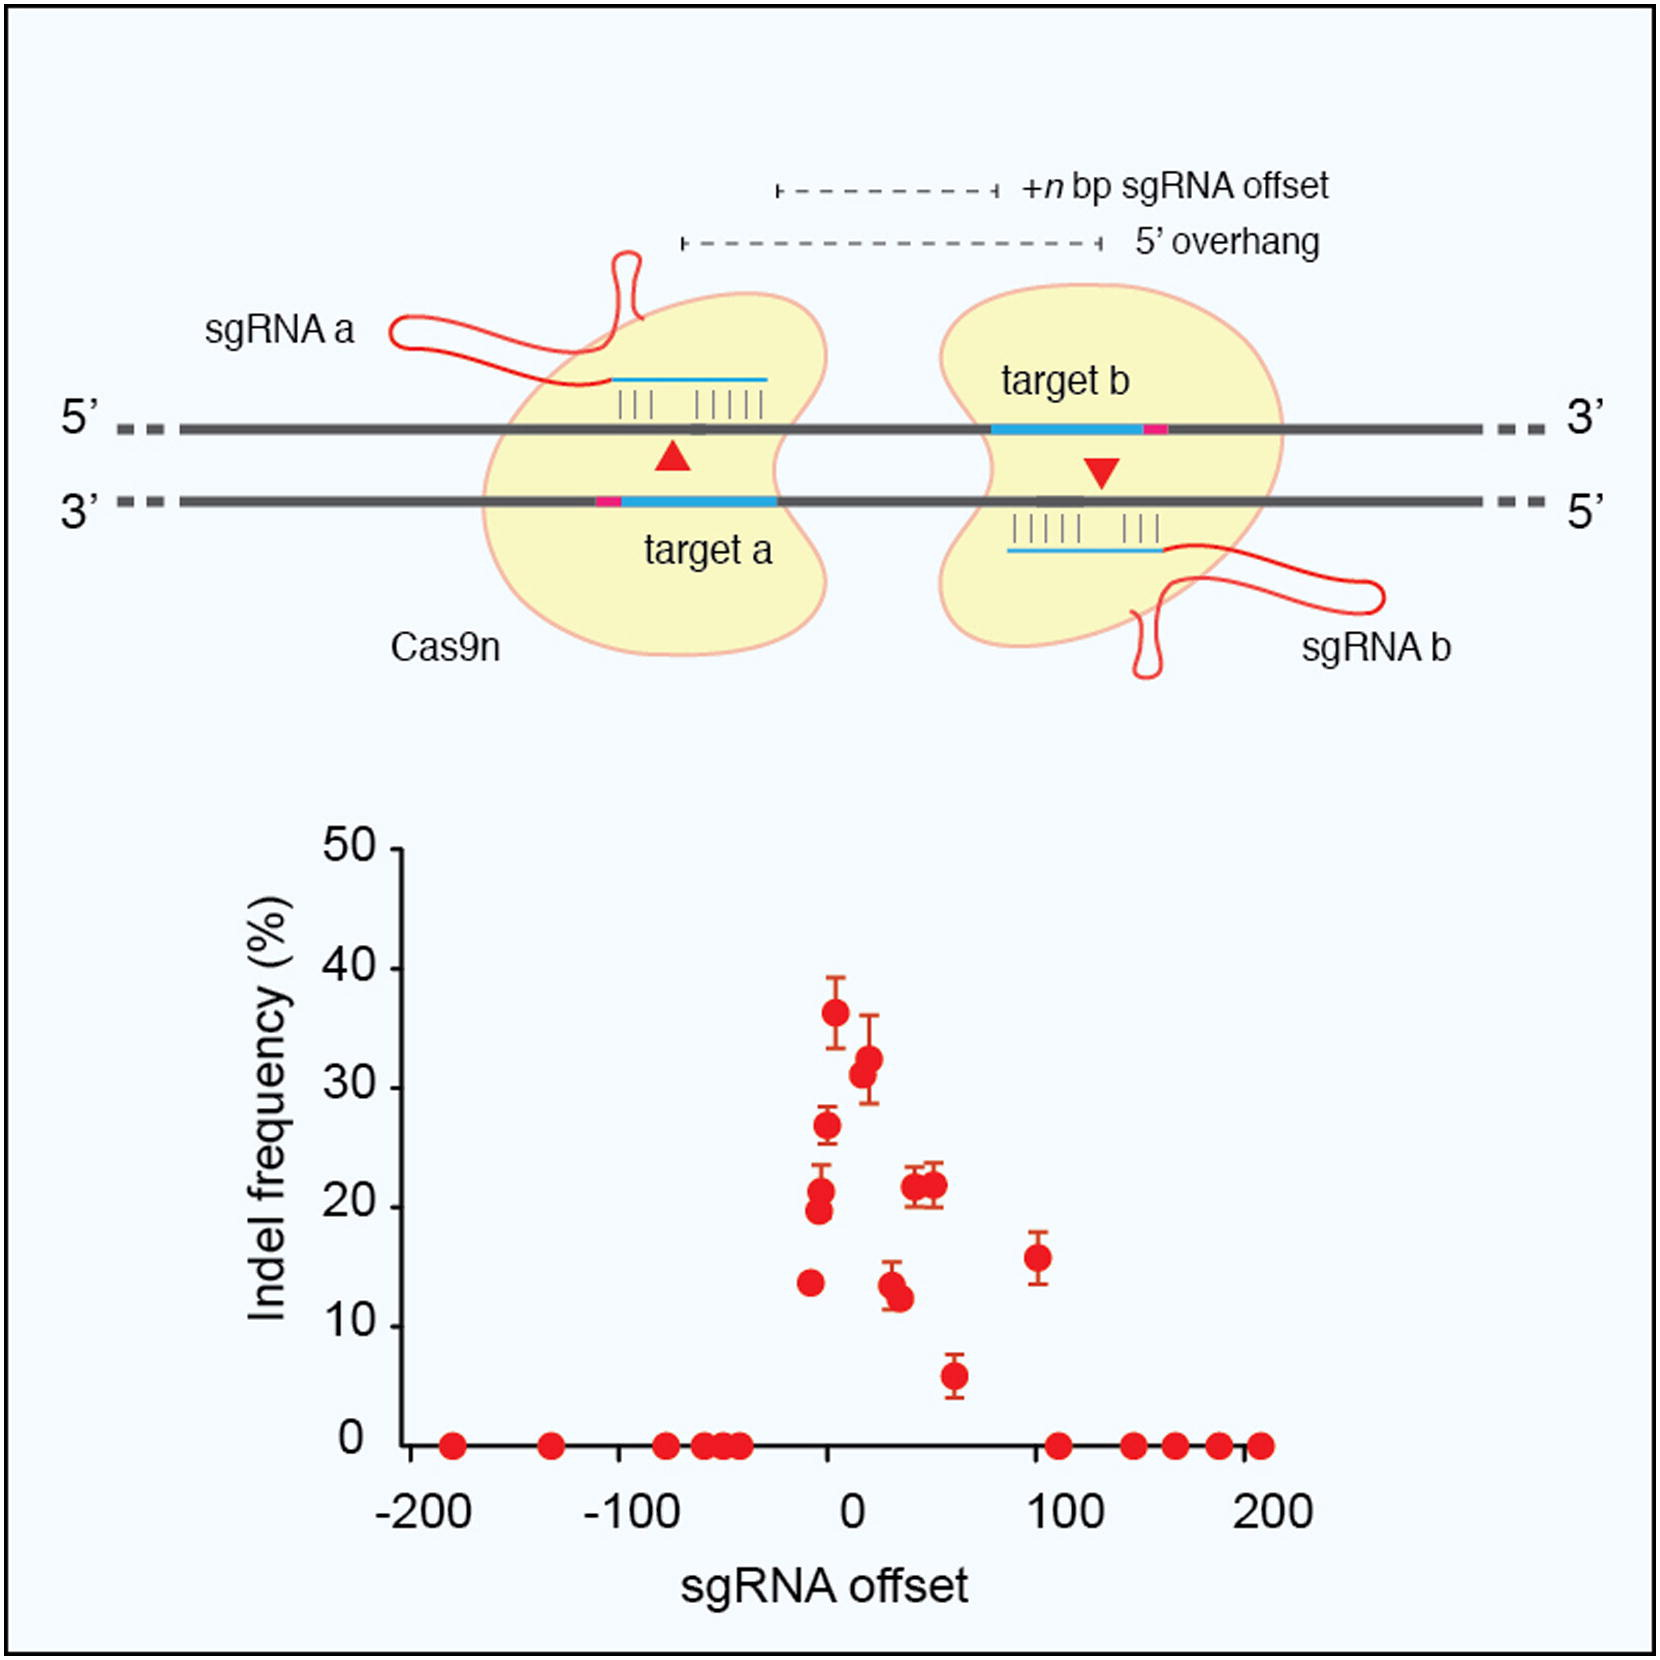 +n bp sgRNA offset
5’ overhang
sgRNA a
target b
5’
3’
3’
5’
target a
Cas9n
sgRNA b
50
40
30
20
10
0
Indel frequency (%)
-200
-100
0
100
200
sgRNA offset